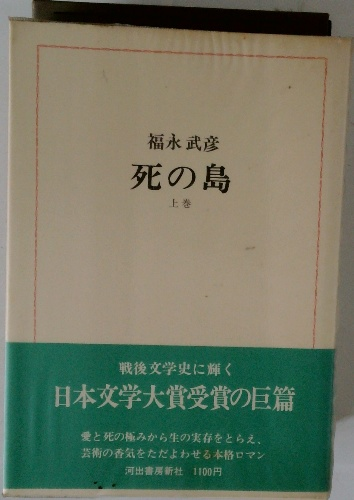 福永武彦
死の島
上巻
戦後文学史に輝く
日本文学大賞受賞の巨篇
愛と死の極みから生の実存をとらえ、
芸術の香気をただよわせる本格ロマン
河出書房新社 1100円